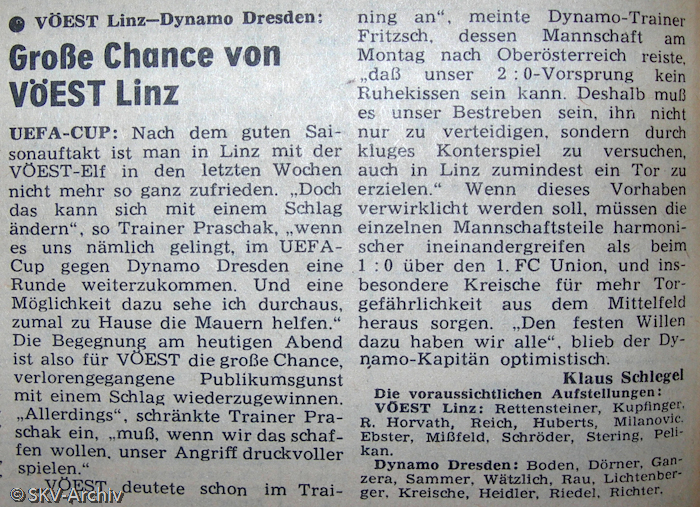 VÖEST Linz—Dynamo Dresden:
Große Chance von
VÖEST Linz
UEFA-CUP: Nach dem guten Sai-
sonauftakt ist man in Linz mit der
VÖEST-Elf in den letzten Wochen
nicht mehr so ganz zufrieden. „Doch
das kann sich mit einem Schlag
ändern", so Trainer Praschak, „wenn
es uns nämlich gelingt, im UEFA-
Cup gegen Dynamo Dresden eine
Runde weiterzukommen. Und eine
Möglichkeit dazu sehe ich durchaus,
zumal zu Hause die Mauern helfen."
Die Begegnung am heutigen Abend
ist also für VÖEST die große Chance,
verlorengegangene Publikumsgunst
mit einem Schlag wiederzugewinnen.
„Allerdings", schränkte Trainer Pra-
schak ein, „muß, wenn wir das schaf-
fen wollen, unser Angriff druckvoller
spielen."
VÖEST deutete schon im Trai-
ning an", meinte Dynamo-Trainer
Fritzsch, dessen Mannschaft am
Montag nach Oberösterreich reiste,
„daß unser 2:0-Vorsprung kein
Ruhekissen sein kann. Deshalb muß
es unser Bestreben sein, ihn nicht
nur zu verteidigen, sondern durch
kluges Konterspiel zu versuchen,
auch in Linz zumindest ein Tor zu
erzielen." Wenn dieses Vorhaben
verwirklicht werden soll, müssen die
einzelnen Mannschaftsteile harmoni-
scher ineinandergreifen als beim
1:0 über den 1. FC Union, und ins-
besondere Kreische für mehr Tor-
gefährlichkeit aus dem Mittelfeld
heraus sorgen. „Den festen Willen
dazu haben wir alle", blieb der Dy-
namo-Kapitän optimistisch.
Klaus Schlegel
Die voraussichtlichen Aufstellungen:
VÖEST Linz: Rettensteiner, Kupfinger,
R. Horvath, Reich, Huberts, Milanovic,
Ebster, Mißfeld, Schröder, Stering, Peli-
kan.
Dynamo Dresden: Boden, Dörner, Gan-
zera, Sammer, Wätzlich, Rau, Lichtenber-
ger, Kreische, Heidler, Riedel, Richter.
© SKV-Archiv